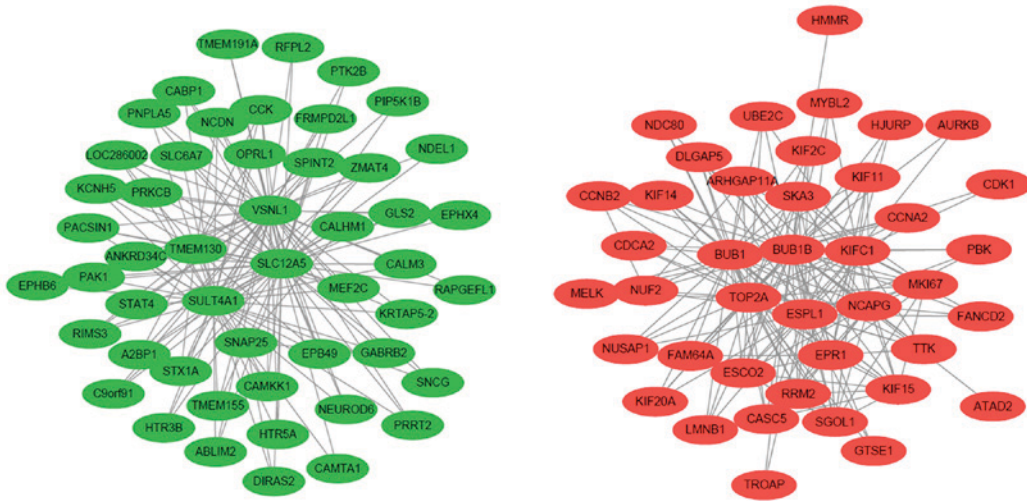 TMEM191A
RFPL2
PTK2B
CABP1
PIP5K1B
PNPLA5
CCK
NCDN
FRMPD2L1
NDEL1
LOC286002
SLC6A7
OPRL1
SPINT2
ZMAT4
KCNH5
PRKCB
VSNL1
GLS2
EPHX4
PACSIN1
CALHM1
ANKRD34C
TMEM130
SLC12A5
CALM3
EPHB6
PAK1
MEF2C
RAPGEFL1
STAT4
SULT4A1
KRTAP5-2
RIMS3
SNAP25
A2BP1
EPB49
GABRB2
STX1A
SNCG
C9orf91
CAMKK1
TMEM155
NEUROD6
PRRT2
HTR3B
HTR5A
ABLIM2
CAMTA1
DIRAS2
HMMR
MYBL2
UBE2C
NDC80
HJURP
AURKB
DLGAP5
KIF2C
ARHGAP11A
KIF11
CCNB2
KIF14
SKA3
CDK1
CCNA2
CDCA2
BUB1
BUB1B
KIFC1
PBK
MELK
NUF2
TOP2A
MKI67
NCAPG
ESPL1
FANCD2
NUSAP1
FAM64A
EPR1
TTK
ESCO2
KIF15
RRM2
KIF20A
ATAD2
LMNB1
CASC5
SGOL1
GTSE1
TROAP